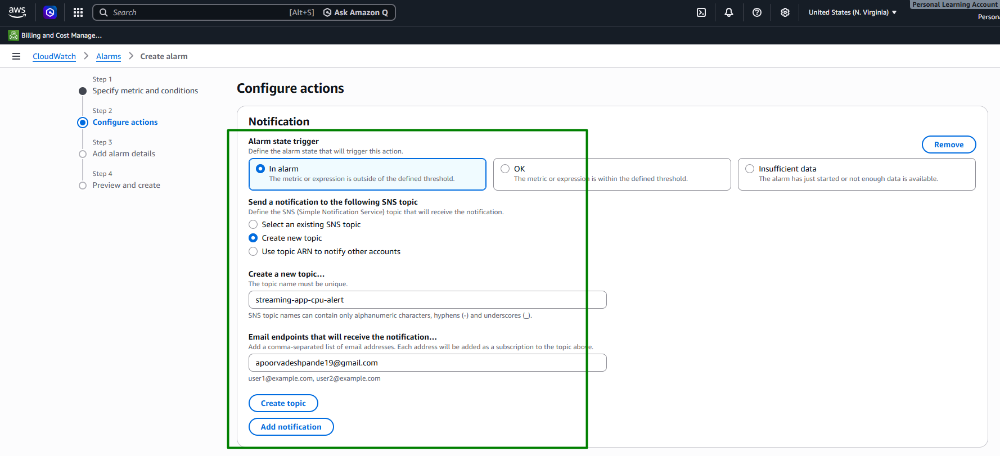 aws
Search [Alt+S] Ask Amazon Q
United States (N. Virginia)
Personal Learning Account
Persona
Billing and Cost Manage...
CloudWatch > Alarms > Create alarm
Step 1
Specify metric and conditions
Step 2
Configure actions
Step 3
Add alarm details
Step 4
Preview and create
Configure actions
Notification
Alarm state trigger
Define the alarm state that will trigger this action.
Remove
In alarm
The metric or expression is outside of the defined threshold.
OK
The metric or expression is within the defined threshold.
Insufficient data
The alarm has just started or not enough data is available.
Send a notification to the following SNS topic
Define the SNS (Simple Notification Service) topic that will receive the notification.
Select an existing SNS topic
Create new topic
Use topic ARN to notify other accounts
Create a new topic...
The topic name must be unique.
streaming-app-cpu-alert
SNS topic names can contain only alphanumeric characters, hyphens (-) and underscores (_).
Email endpoints that will receive the notification...
Add a comma-separated list of email addresses. Each address will be added as a subscription to the topic above.
apoorvadeshpande19@gmail.com
user1@example.com, user2@example.com
Create topic
Add notification